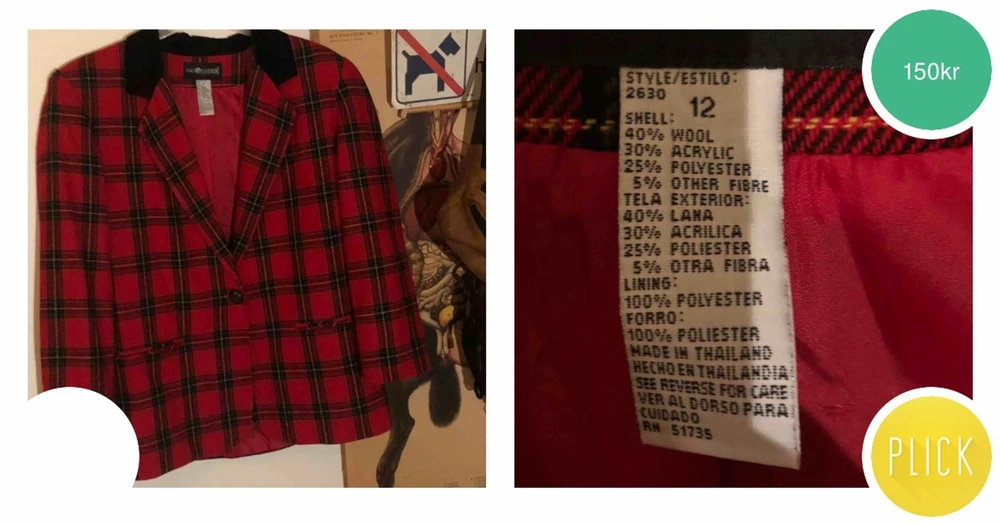 STYLE/ESTILO:
2630
12
SHELL:
40% WOOL
30% ACRYLIC
25% POLYESTER
5% OTHER FIBRE
TELA EXTERIOR:
40% LANA
30% ACRILICA
25% POLIESTER
5% OTRA FIBRA
LINING:
100% POLYESTER
FORRO:
100% POLIESTER
MADE IN THAILAND
HECHO EN THAILANDIA
SEE REVERSE FOR CARE
VER AL DORSO PARA
CUIDADO
RN 51735
150kr
PLICK